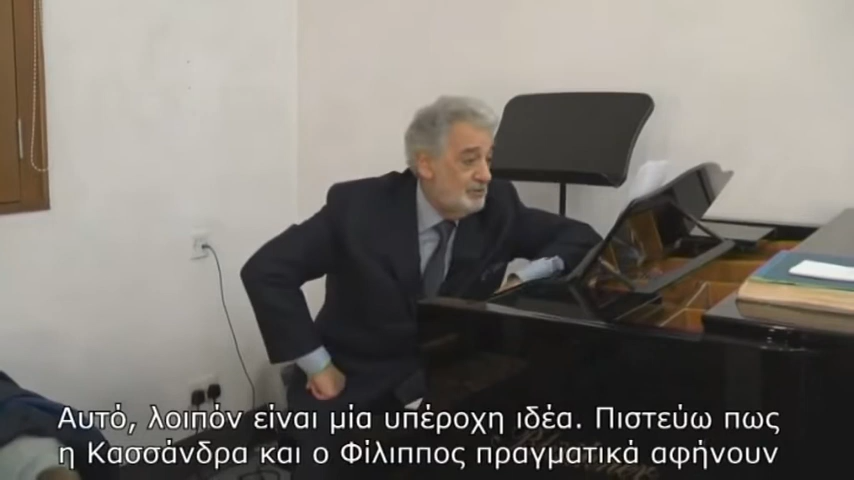 Αυτό, λοιπόν είναι μία υπέροχη ιδέα. Πιστεύω πως
η Κασσάνδρα και ο Φίλιππος πραγματικά αφήνουν